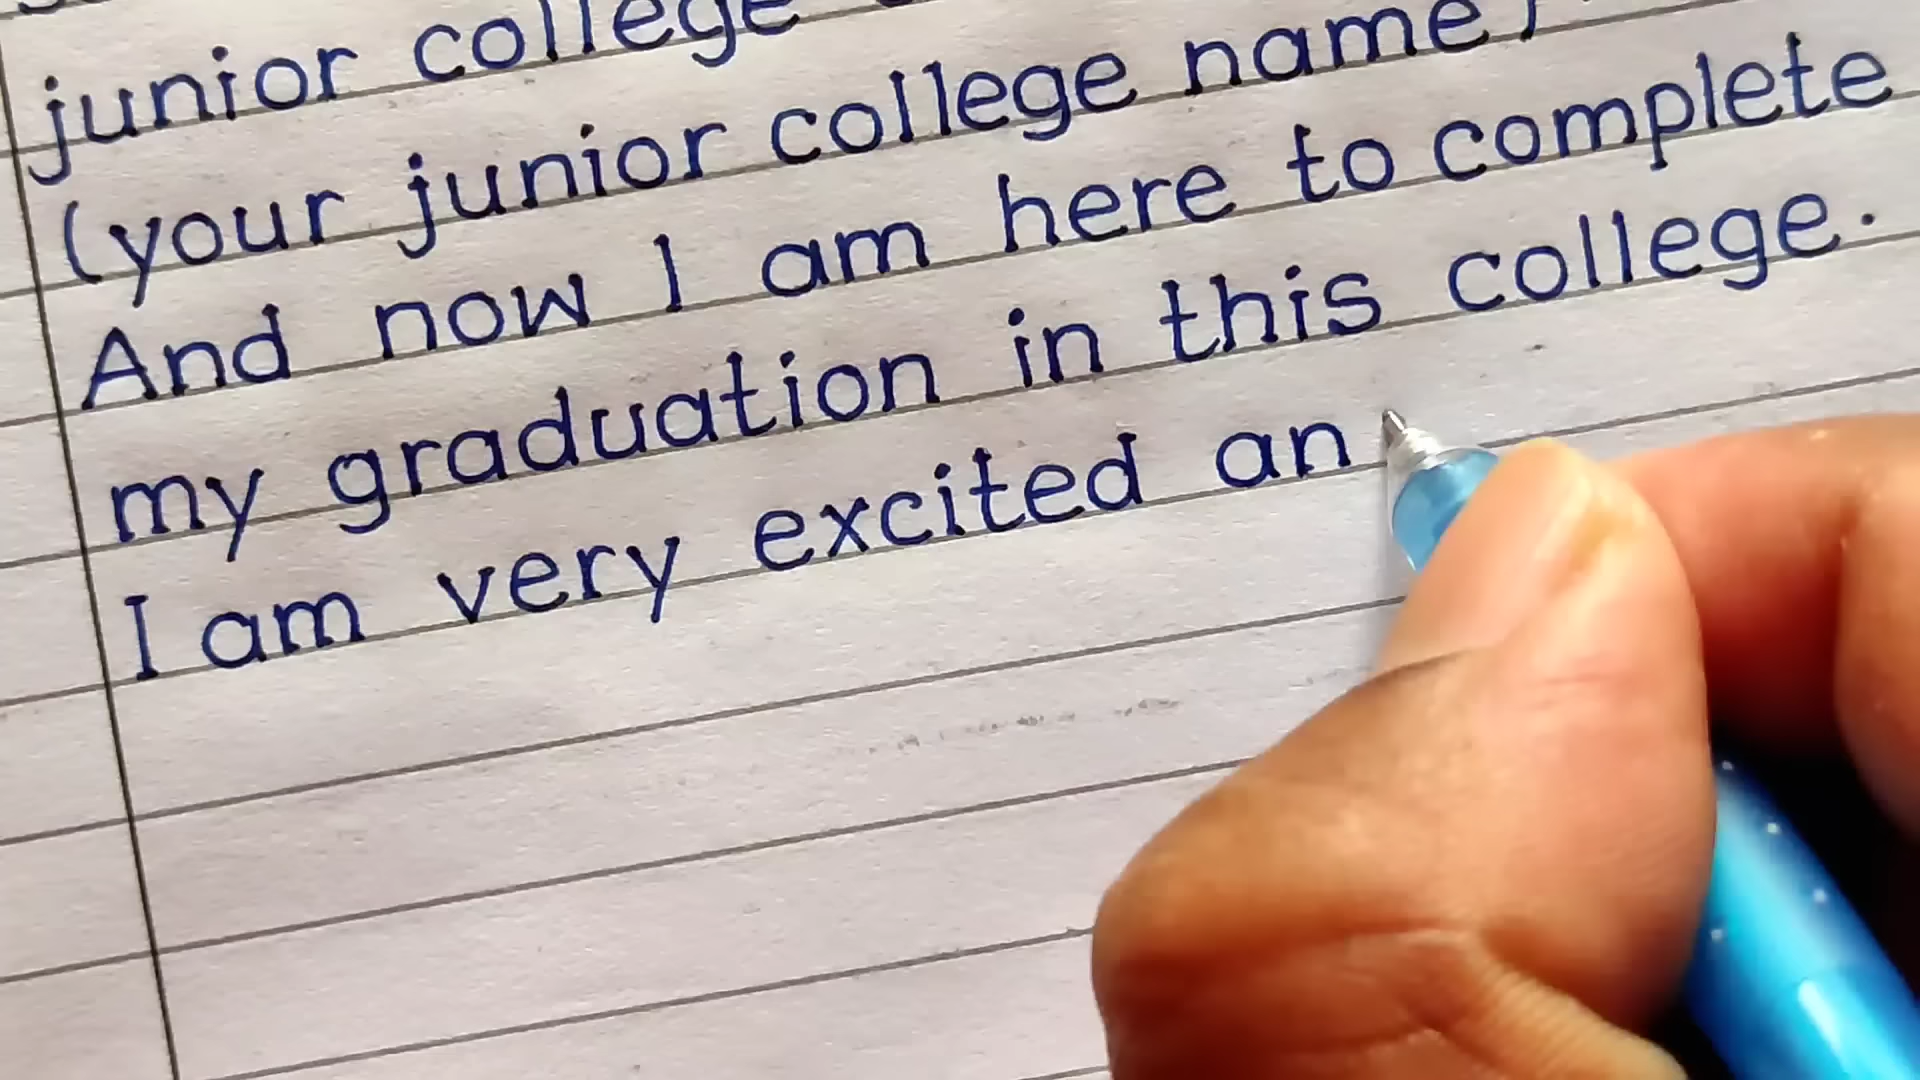 junior college
(your junior college name)
And now I am here to complete
my graduation in this college.
I am very excited an